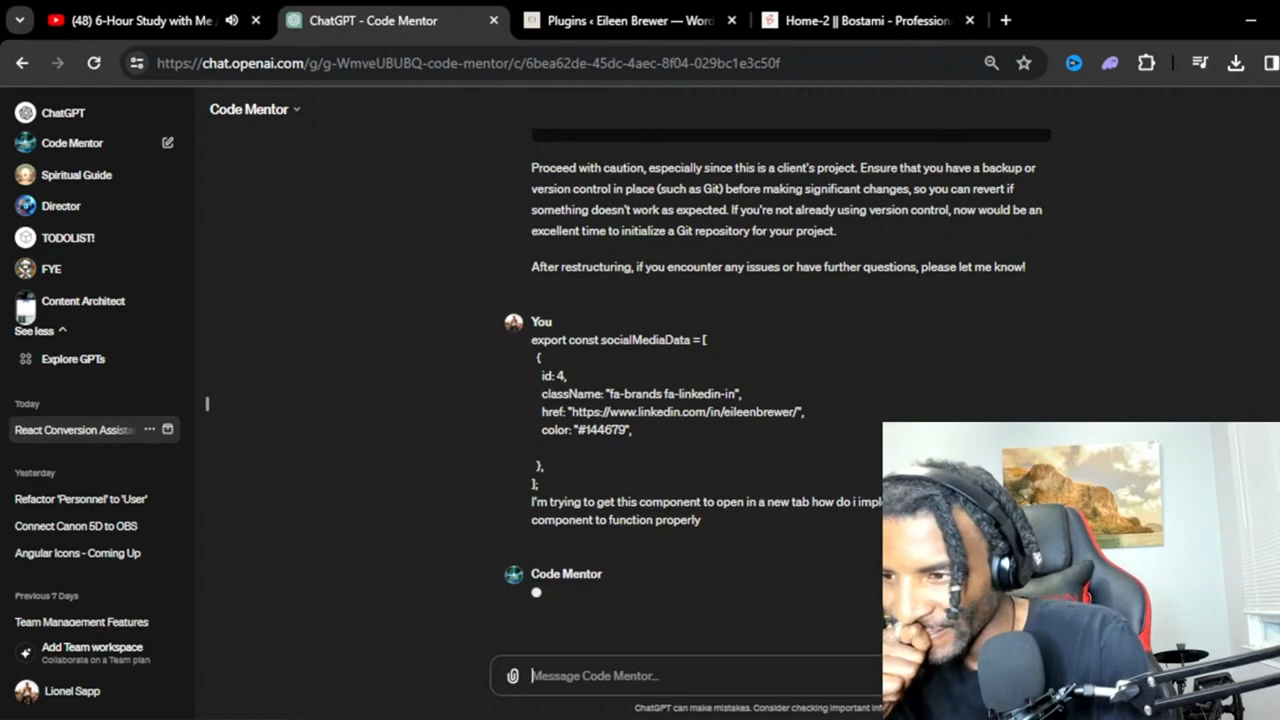 (48) 6-Hour Study with Me
ChatGPT - Code Mentor
Plugins ‹ Eileen Brewer — Word
Home-2 || Bostami - Profession
https://chat.openai.com/g/g-WmveUBUBQ-code-mentor/c/6bea62de-45dc-4aec-8f04-029bc1e3c50f
ChatGPT
Code Mentor
Spiritual Guide
Director
TODOLIST!
FYE
Content Architect
See less
Explore GPTs
Today
React Conversion Assista
Yesterday
Refactor 'Personnel' to 'User'
Connect Canon 5D to OBS
Angular Icons - Coming Up
Previous 7 Days
Team Management Features
Add Team workspace
Collaborate on a Team plan
Lionel Sapp
Code Mentor
Proceed with caution, especially since this is a client's project. Ensure that you have a backup or
version control in place (such as Git) before making significant changes, so you can revert if
something doesn't work as expected. If you're not already using version control, now would be an
excellent time to initialize a Git repository for your project.
After restructuring, if you encounter any issues or have further questions, please let me know!
You
export const socialMediaData = [
{
id: 4,
className: "fa-brands fa-linkedin-in",
href: "https://www.linkedin.com/in/eileenbrewer/",
color: "#144679",
},
];
I'm trying to get this component to open in a new tab how do i impl
component to function properly
Code Mentor
Message Code Mentor...
ChatGPT can make mistakes. Consider checking important inf